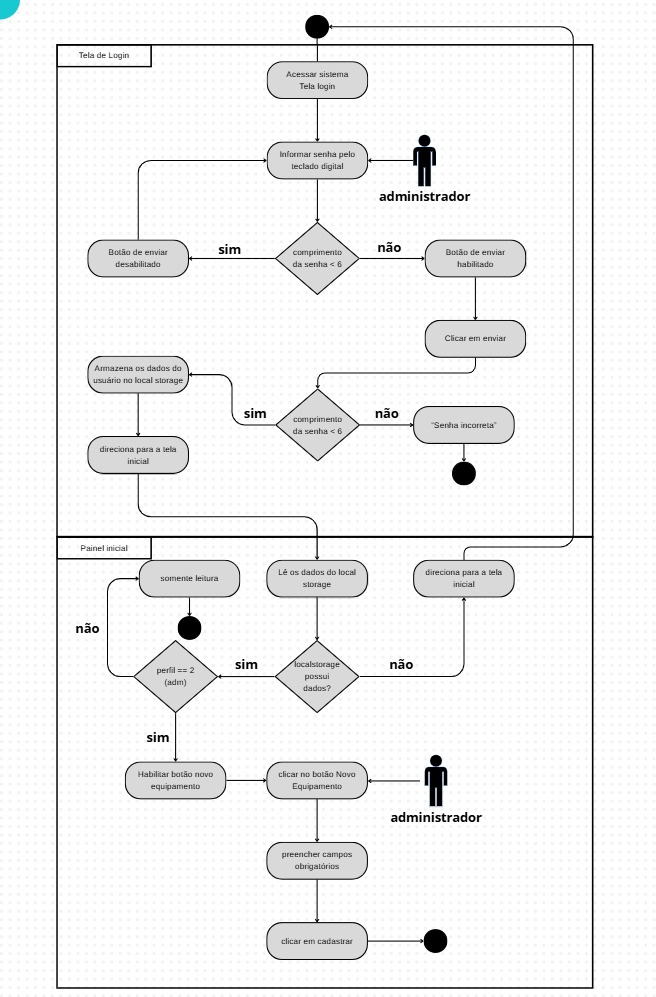 Tela de Login
Acessar sistema
Tela login
Informar senha pelo
teclado digital
administrador
Botão de enviar
desabilitado
sim
comprimento
da senha < 6
não
Botão de enviar
habilitado
Clicar em enviar
Armazena os dados do
usuário no local storage
sim
comprimento
da senha < 6
não
"Senha incorreta"
direciona para a tela
inicial
Painel inicial
somente leitura
Lê os dados do local
storage
direciona para a tela
inicial
não
perfil == 2
(adm)
sim
localstorage
possui
dados?
não
sim
Habilitar botão novo
equipamento
clicar no botão Novo
Equipamento
administrador
preencher campos
obrigatórios
clicar em cadastrar